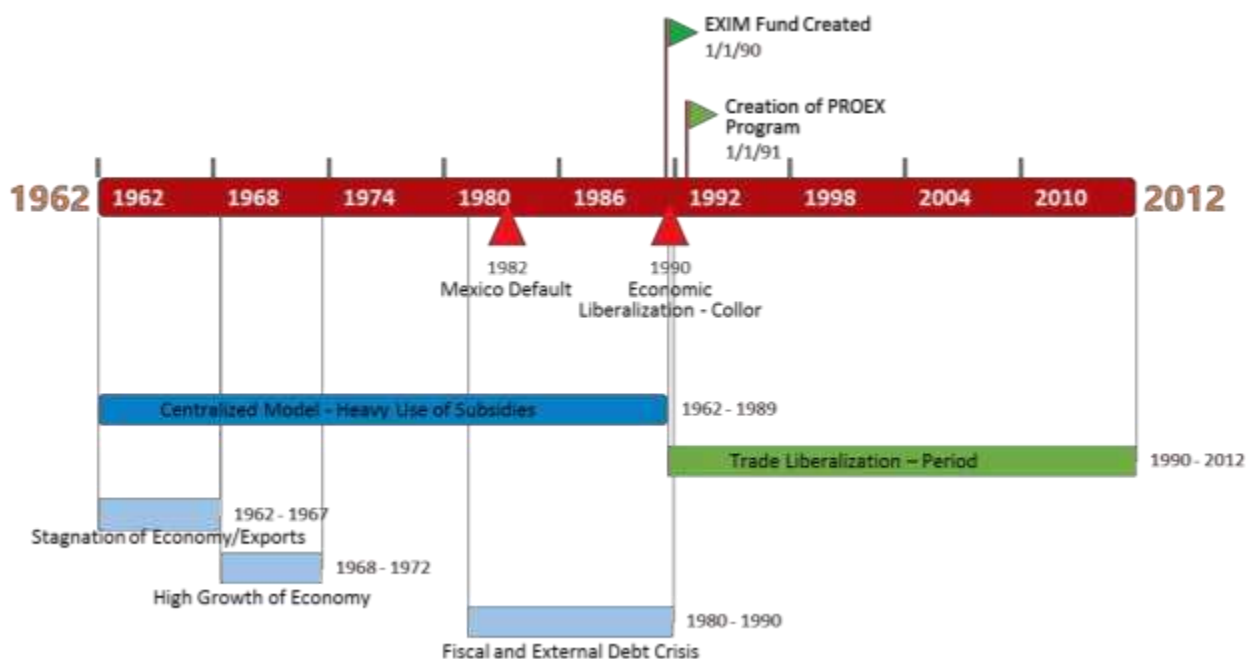 EXIM Fund Created
1/1/90
Creation of PROEX
Program
1/1/91
1962 1962 1968 1974 1980 1986 1992 1998 2004 2010 2012
1982
Mexico Default
1990
Economic
Liberalization - Collor
Centralized Model - Heavy Use of Subsidies 1962 - 1989
Trade Liberalization – Period 1990 - 2012
1962 - 1967
Stagnation of Economy/Exports
1968 - 1972
High Growth of Economy
1980 - 1990
Fiscal and External Debt Crisis